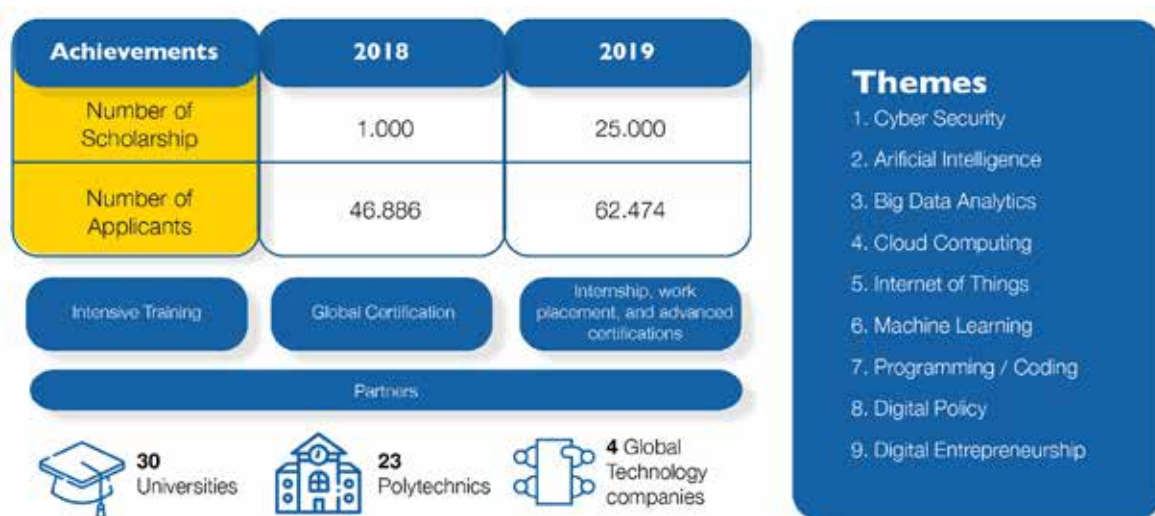 Achievements 2018 2019
Number of
Scholarship
1.000 25.000
Number of
Applicants
46.886 62.474
Intensive Training
Global Certification
Internship, work
placement, and advanced
certifications
Partners
30
Universities
23
Polytechnics
4 Global
Technology
companies
Themes
1. Cyber Security
2. Arificial Intelligence
3. Big Data Analytics
4. Cloud Computing
5. Internet of Things
6. Machine Learning
7. Programming / Coding
8. Digital Policy
9. Digital Entrepreneurship